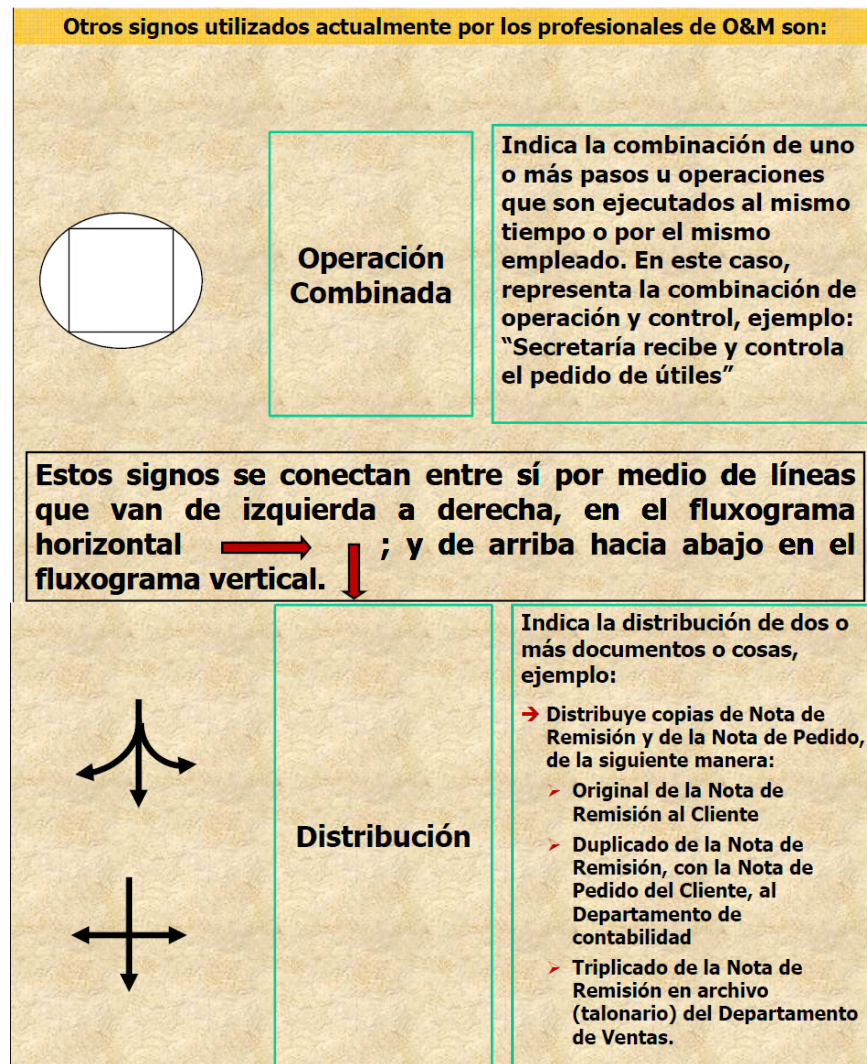 Otros signos utilizados actualmente por los profesionales de O&M son:
Operación
Combinada
Indica la combinación de uno
o más pasos u operaciones
que son ejecutados al mismo
tiempo o por el mismo
empleado. En este caso,
representa la combinación de
operación y control, ejemplo:
“Secretaría recibe y controla
el pedido de útiles”
Estos signos se conectan entre sí por medio de líneas
que van de izquierda a derecha, en el fluxograma
horizontal ; y de arriba hacia abajo en el
fluxograma vertical.
Distribución
Indica la distribución de dos o
más documentos o cosas,
ejemplo:
Distribuye copias de Nota de
Remisión y de la Nota de Pedido,
de la siguiente manera:
Original de la Nota de
Remisión al Cliente
Duplicado de la Nota de
Remisión, con la Nota de
Pedido del Cliente, al
Departamento de
contabilidad
Triplicado de la Nota de
Remisión en archivo
(talonario) del Departamento
de Ventas.